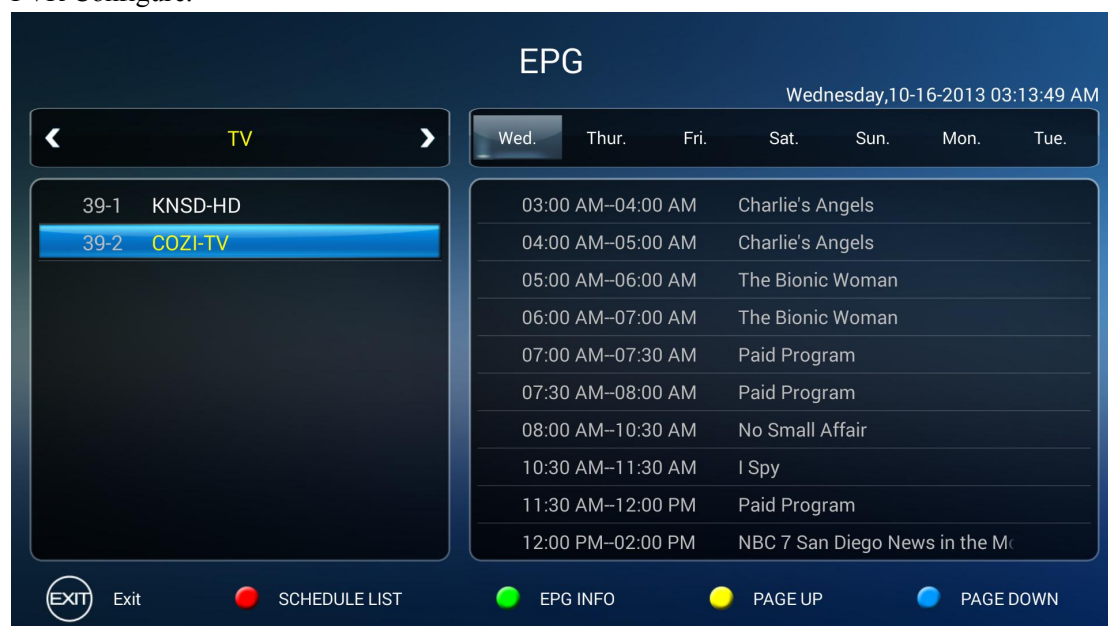 EPG
Wednesday,10-16-2013 03:13:49 AM
TV
Wed. Thur. Fri. Sat. Sun. Mon. Tue.
39-1 KNSD-HD
39-2 COZI-TV
03:00 AM--04:00 AM Charlie's Angels
04:00 AM--05:00 AM Charlie's Angels
05:00 AM--06:00 AM The Bionic Woman
06:00 AM--07:00 AM The Bionic Woman
07:00 AM--07:30 AM Paid Program
07:30 AM--08:00 AM Paid Program
08:00 AM--10:30 AM No Small Affair
10:30 AM--11:30 AM I Spy
11:30 AM--12:00 PM Paid Program
12:00 PM--02:00 PM NBC 7 San Diego News in the
EXIT Exit SCHEDULE LIST EPG INFO PAGE UP PAGE DOWN